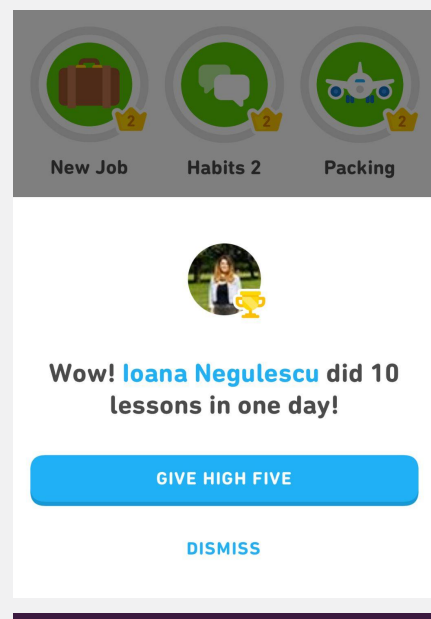 2 2 2
New Job Habits 2 Packing
Wow! Ioana Negulescu did 10
lessons in one day!
GIVE HIGH FIVE
DISMISS